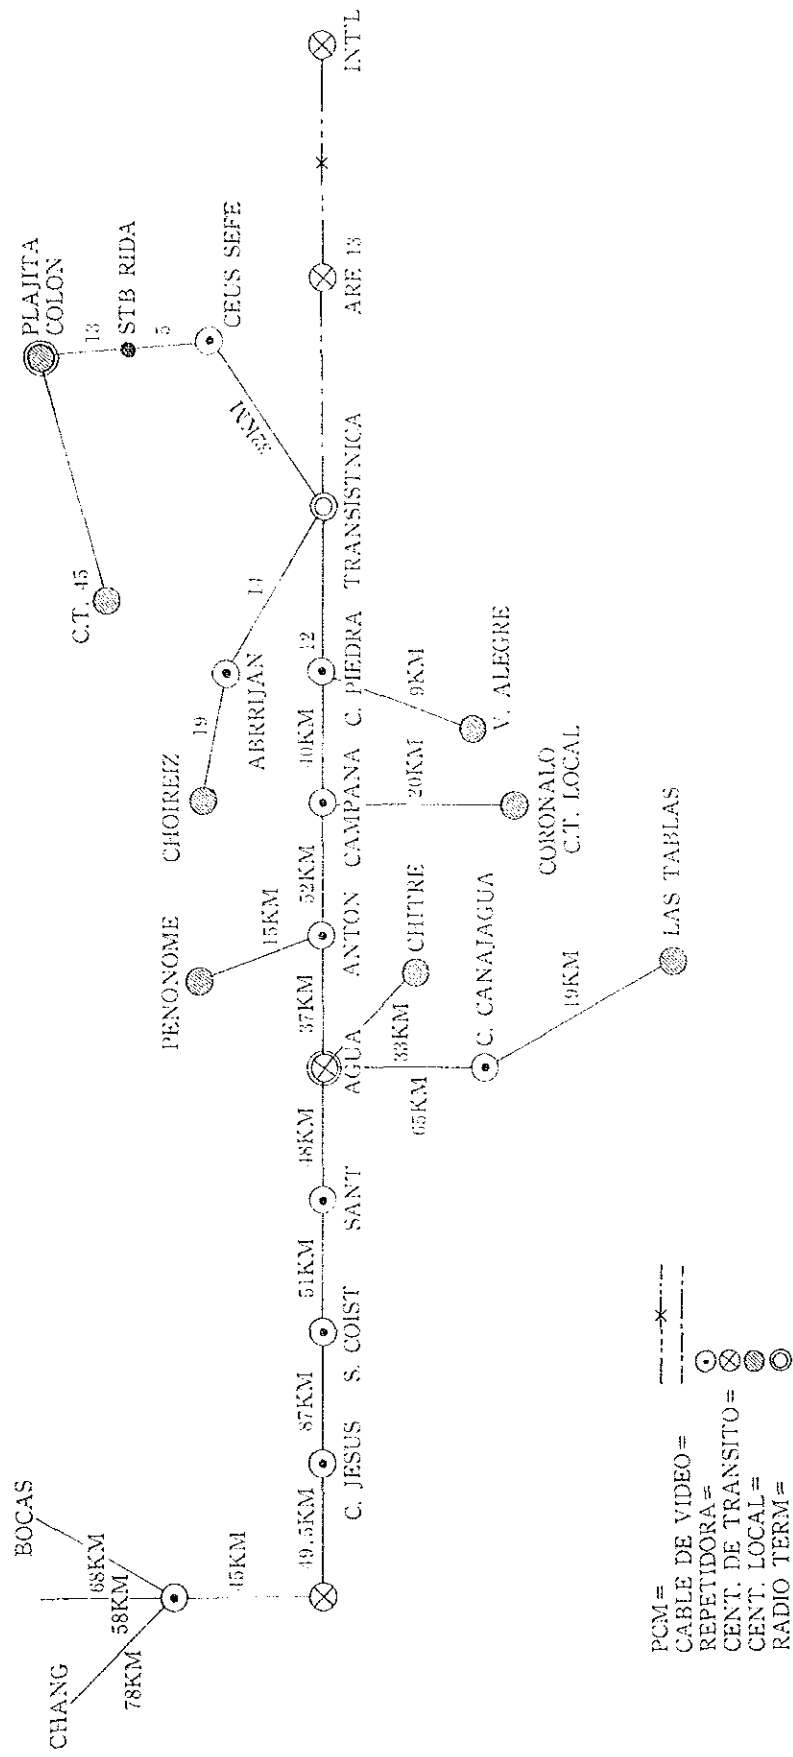 PLAJITA
COLON
13
STB RIDA
5
CEUS SEFE
32KM
C.T. 45
14
ABRRIJAN
19
CHOIREIZ
PENONOME
15KM
BOCAS
68KM
58KM
CHANG
78KM
45KM
49.5KM
87KM
51KM
48KM
37KM
52KM
40KM
12
C. JESUS
S. COIST
SANT
AGUA
ANTON
CAMPANA
C. PIEDRA
TRANSISTNICA
ARE 13
INT'L
33KM
CHITRE
65KM
C. CANAJAGUA
19KM
LAS TABLAS
20KM
CORONALO
C.T. LOCAL
9KM
V. ALEGRE
PCM=
CABLE DE VIDEO=
REPETIDORA=
CENT. DE TRANSITO=
CENT. LOCAL=
RADIO TERM=